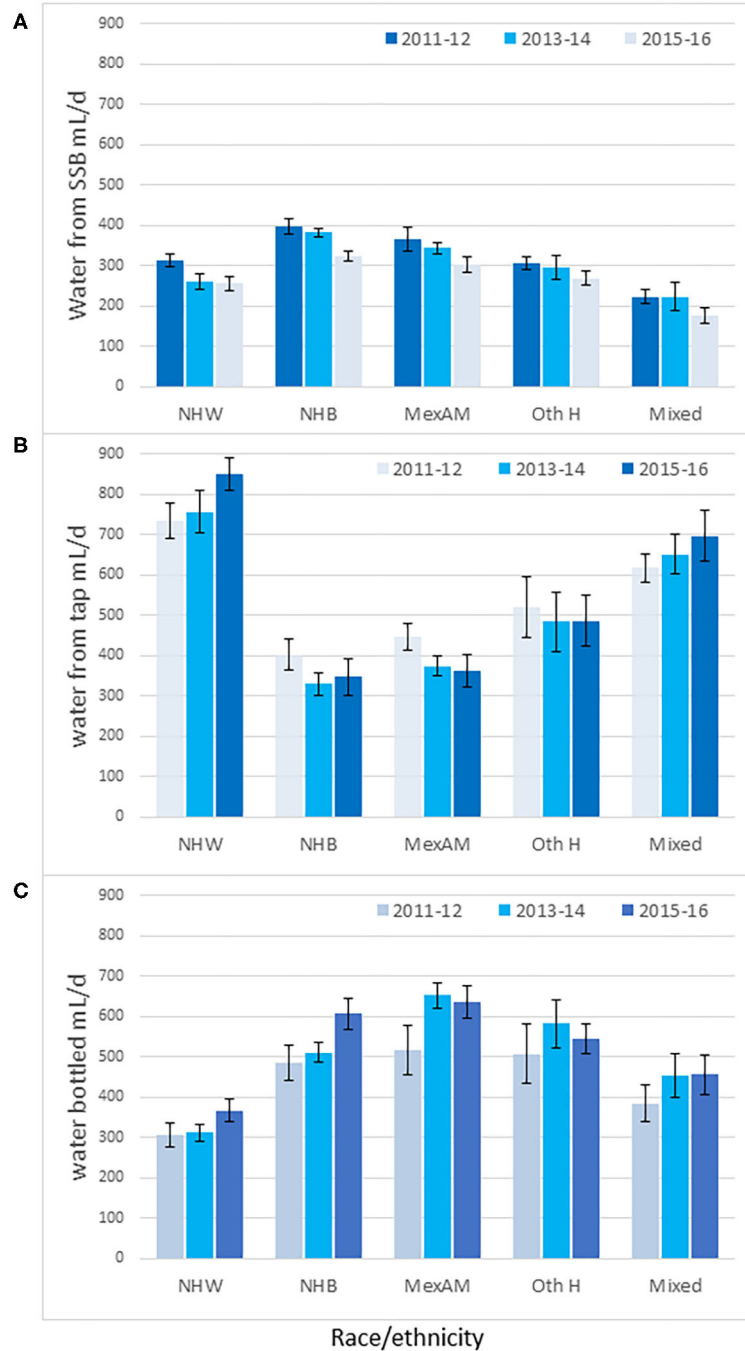 A
Water from SSB mL/d
900
800
700
600
500
400
300
200
100
0
2011-12 2013-14 2015-16
NHW NHB MexAM Oth H Mixed
B
water from tap mL/d
900
800
700
600
500
400
300
200
100
0
2011-12 2013-14 2015-16
NHW NHB MexAM Oth H Mixed
C
water bottled mL/d
900
800
700
600
500
400
300
200
100
0
2011-12 2013-14 2015-16
NHW NHB MexAM Oth H Mixed
Race/ethnicity